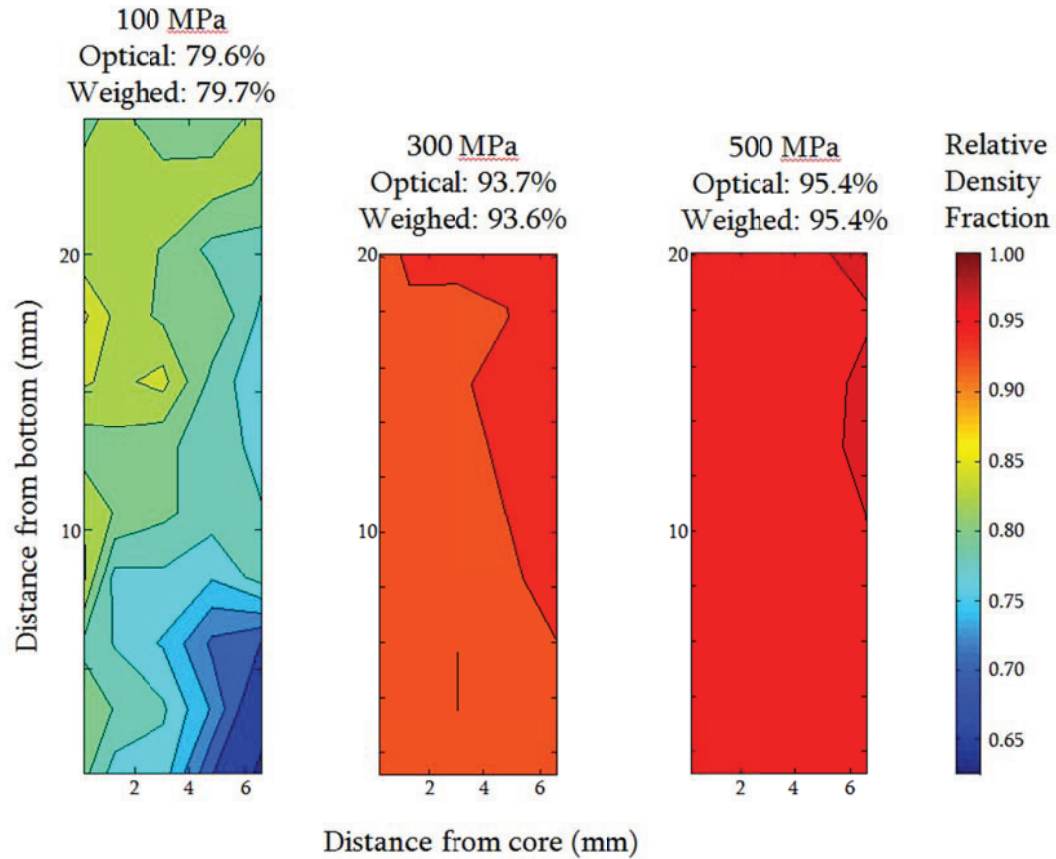 100 MPa
Optical: 79.6%
Weighed: 79.7%
300 MPa
Optical: 93.7%
Weighed: 93.6%
500 MPa
Optical: 95.4%
Weighed: 95.4%
Relative
Density
Fraction
Distance from bottom (mm)
20
10
2 4 6
20
10
2 4 6
20
10
2 4 6
1.00
0.95
0.90
0.85
0.80
0.75
0.70
0.65
Distance from core (mm)